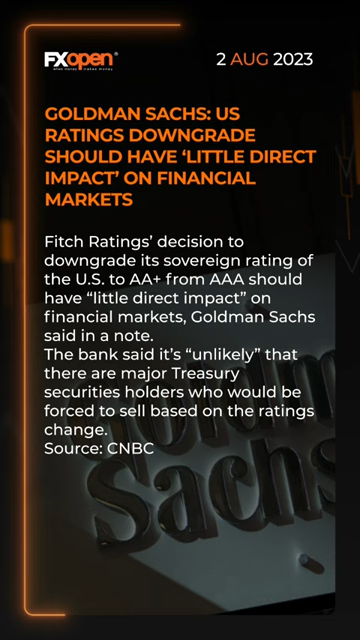 FXopen
2 AUG 2023
GOLDMAN SACHS: US
RATINGS DOWNGRADE
SHOULD HAVE ‘LITTLE DIRECT
IMPACT’ ON FINANCIAL
MARKETS
Fitch Ratings’ decision to
downgrade its sovereign rating of
the U.S. to AA+ from AAA should
have “little direct impact” on
financial markets, Goldman Sachs
said in a note.
The bank said it’s “unlikely” that
there are major Treasury
securities holders who would be
forced to sell based on the ratings
change.
Source: CNBC
Goldman
Sachs